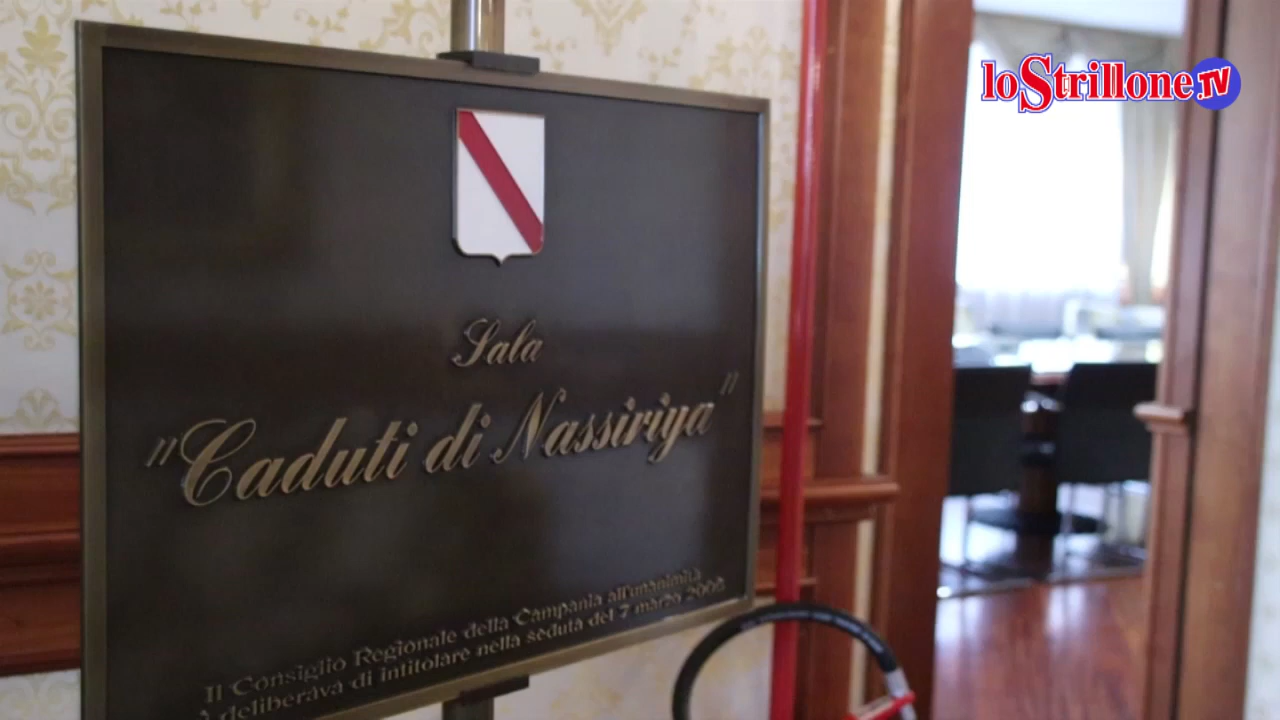 loStrillone.TV
Sala
"Caduti di Nassiriya"
Il Consiglio Regionale della Campania all'unanimità
deliberava di intitolare nella seduta del 7 marzo